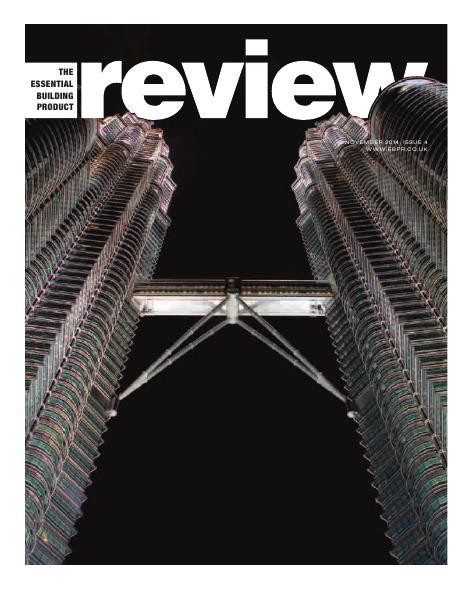 THE
ESSENTIAL
BUILDING
PRODUCT
review
NOVEMBER 2014, ISSUE 4
WWW.EBPR.CO.UK